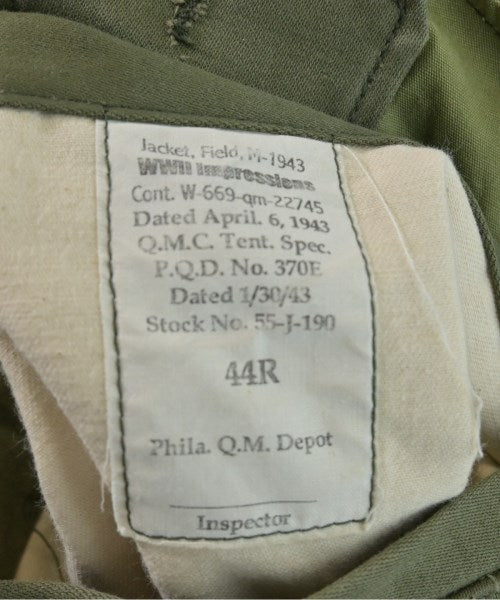 Jacket, Field, M-1943
WWII Impressions
Cont. W-669-qm-22745
Dated April. 6, 1943
Q.M.C. Tent. Spec.
P.Q.D. No. 370E
Dated 1/30/43
Stock No. 55-J-190
44R
Phila. Q.M. Depot
Inspector